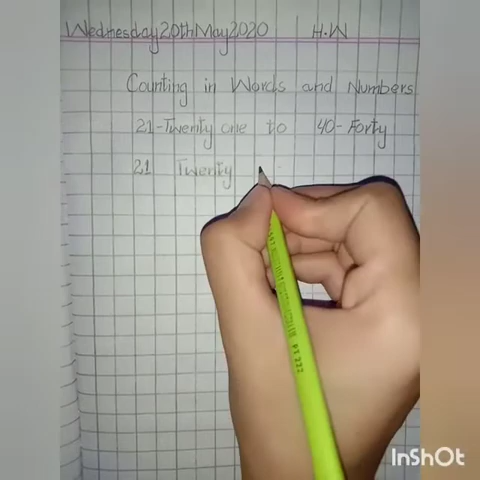 Wednesday 20th May 2020 H.W
Counting in Words and Numbers
21-Twenty one to 40-Forty
21 Twenty
InShOt